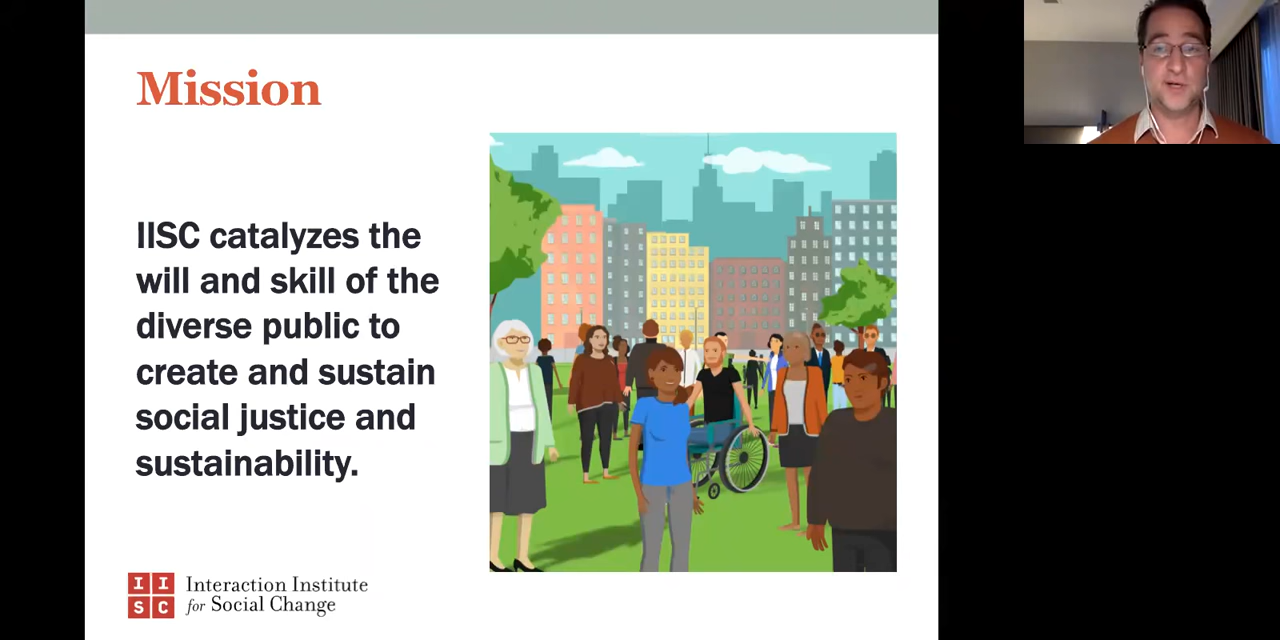 Mission
IISC catalyzes the
will and skill of the
diverse public to
create and sustain
social justice and
sustainability.
I I
S C
Interaction Institute
for Social Change